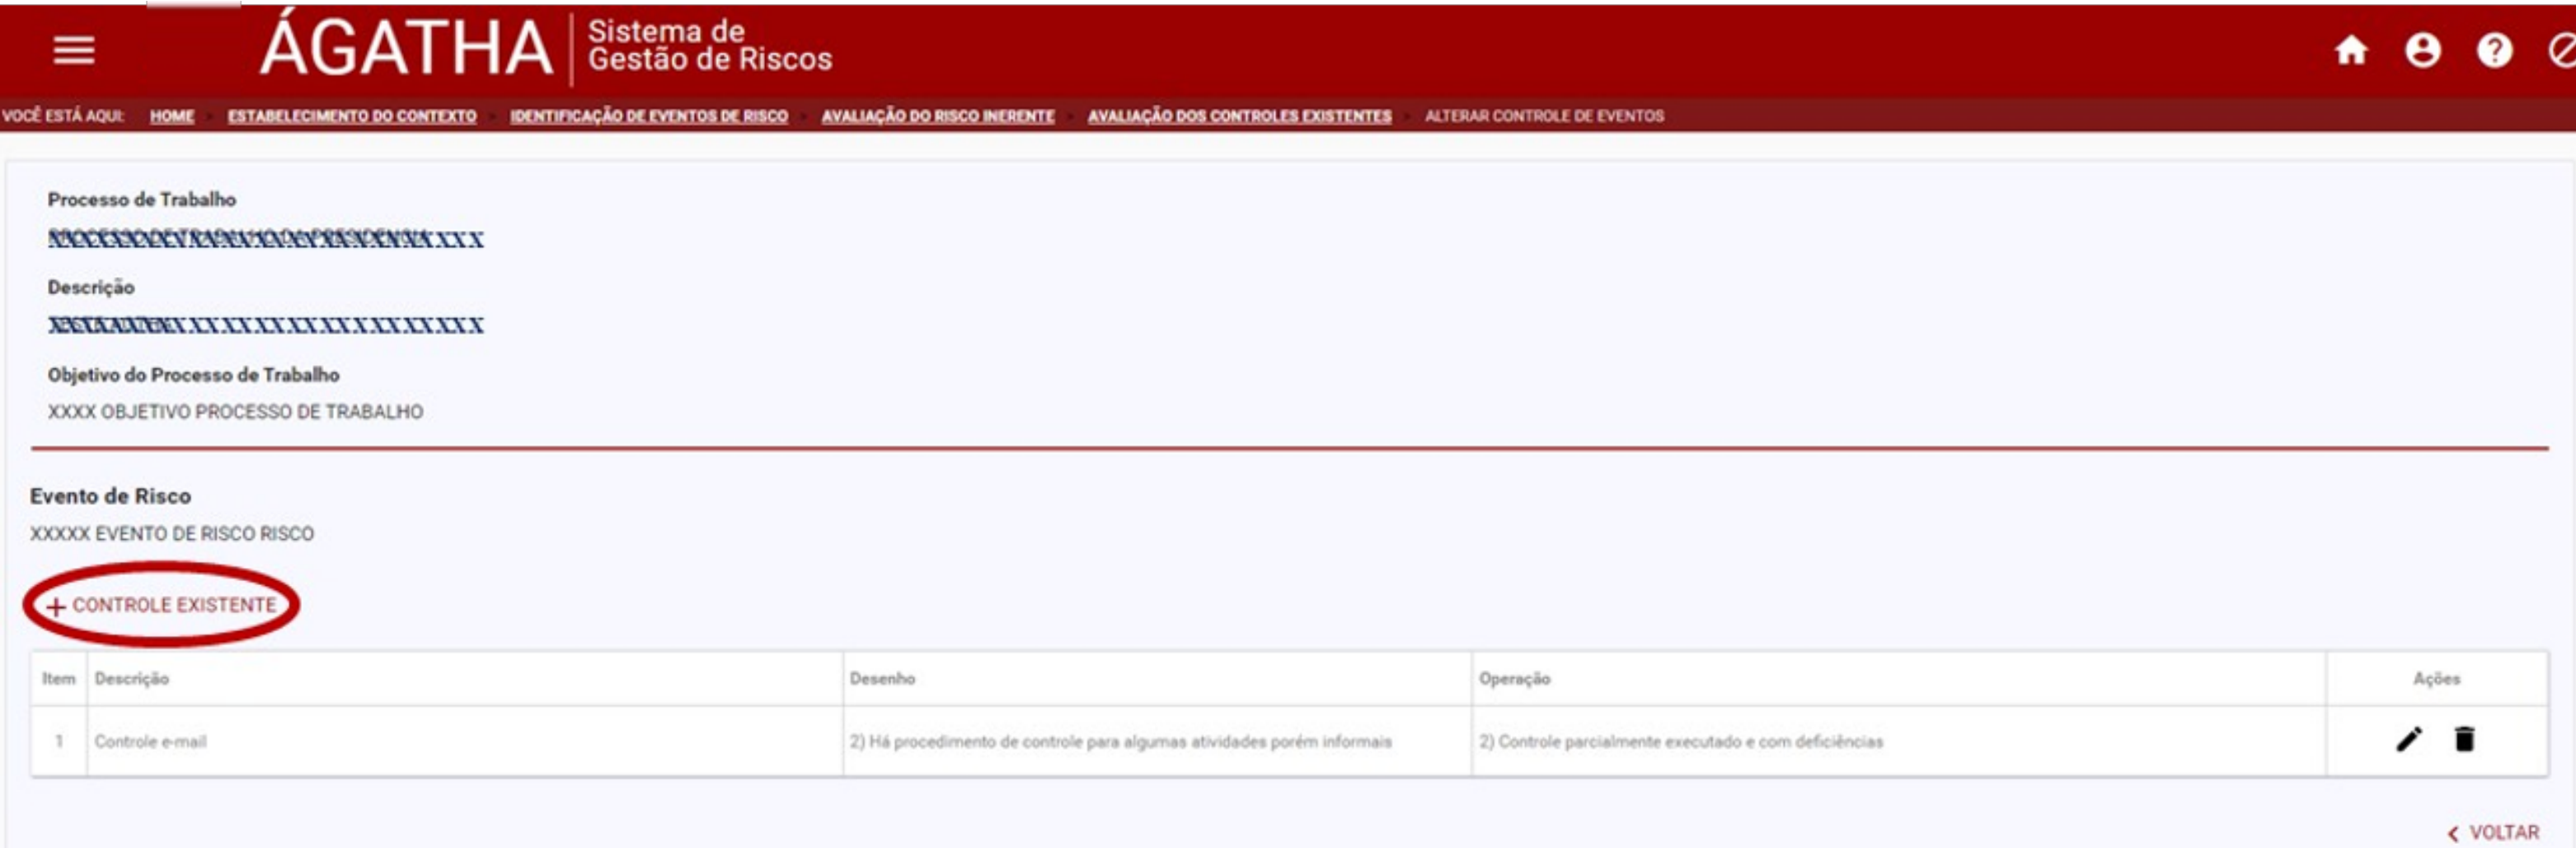 ÁGATHA
Sistema de
Gestão de Riscos
VOCÊ ESTÁ AQUI: HOME ESTABELECIMENTO DO CONTEXTO IDENTIFICAÇÃO DE EVENTOS DE RISCO AVALIAÇÃO DO RISCO INERENTE AVALIAÇÃO DOS CONTROLES EXISTENTES ALTERAR CONTROLE DE EVENTOS
Processo de Trabalho
Descrição
Objetivo do Processo de Trabalho
XXXX OBJETIVO PROCESSO DE TRABALHO
Evento de Risco
XXXXX EVENTO DE RISCO RISCO
+ CONTROLE EXISTENTE
Item Descrição Desenho Operação Ações
1 Controle e-mail 2) Há procedimento de controle para algumas atividades porém informais 2) Controle parcialmente executado e com deficiências
< VOLTAR